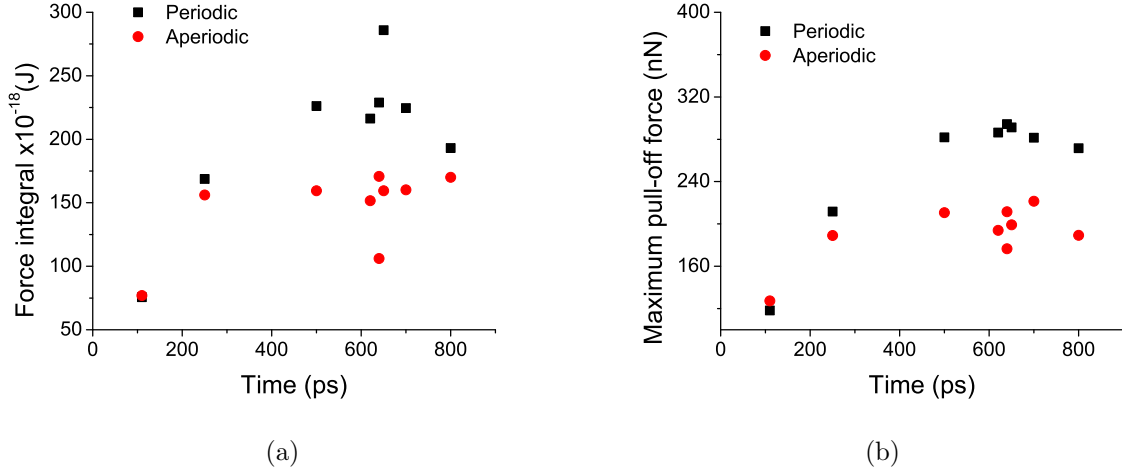 Periodic
Aperiodic
Force integral x10⁻¹⁸(J)
300
250
200
150
100
50
0
200
400
600
800
Time (ps)
(a)
Periodic
Aperiodic
Maximum pull-off force (nN)
400
320
240
160
0
200
400
600
800
Time (ps)
(b)